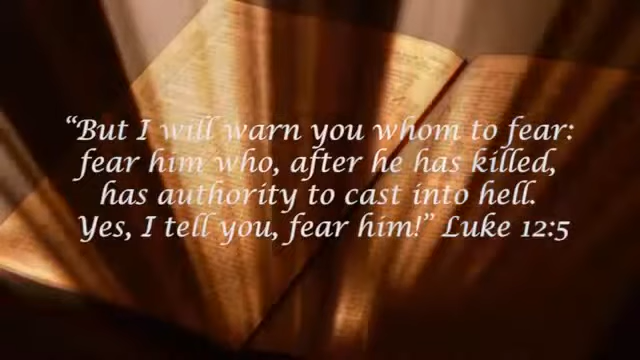 “But I will warn you whom to fear:
fear him who, after he has killed,
has authority to cast into hell.
Yes, I tell you, fear him!” Luke 12:5